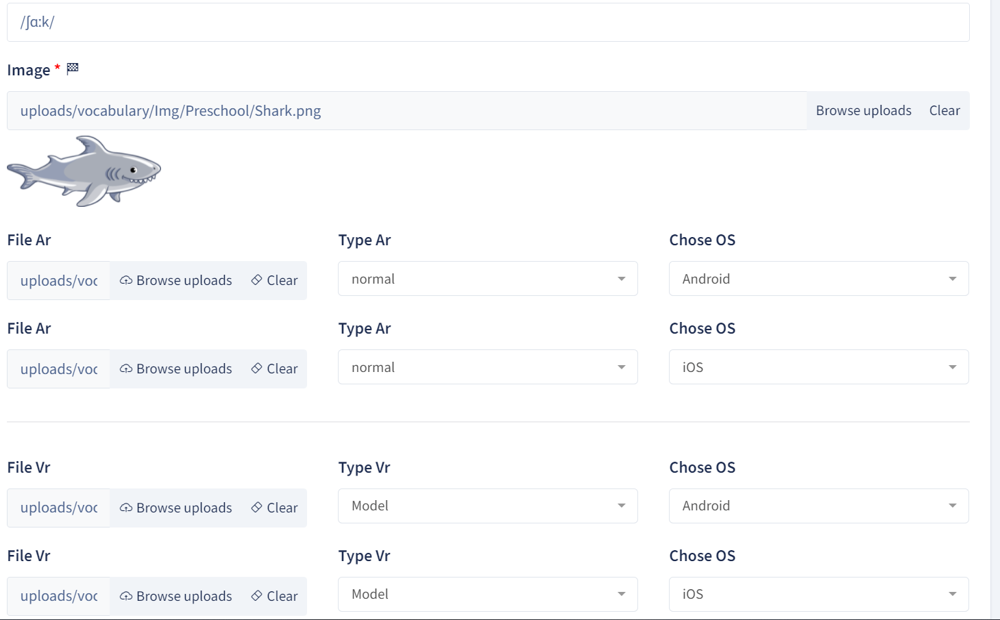 /ʃɑːk/
Image *
uploads/vocabulary/Img/Preschool/Shark.png Browse uploads Clear
File Ar Type Ar Chose OS
uploads/voc Browse uploads Clear normal Android
File Ar Type Ar Chose OS
uploads/voc Browse uploads Clear normal iOS
File Vr Type Vr Chose OS
uploads/voc Browse uploads Clear Model Android
File Vr Type Vr Chose OS
uploads/voc Browse uploads Clear Model iOS